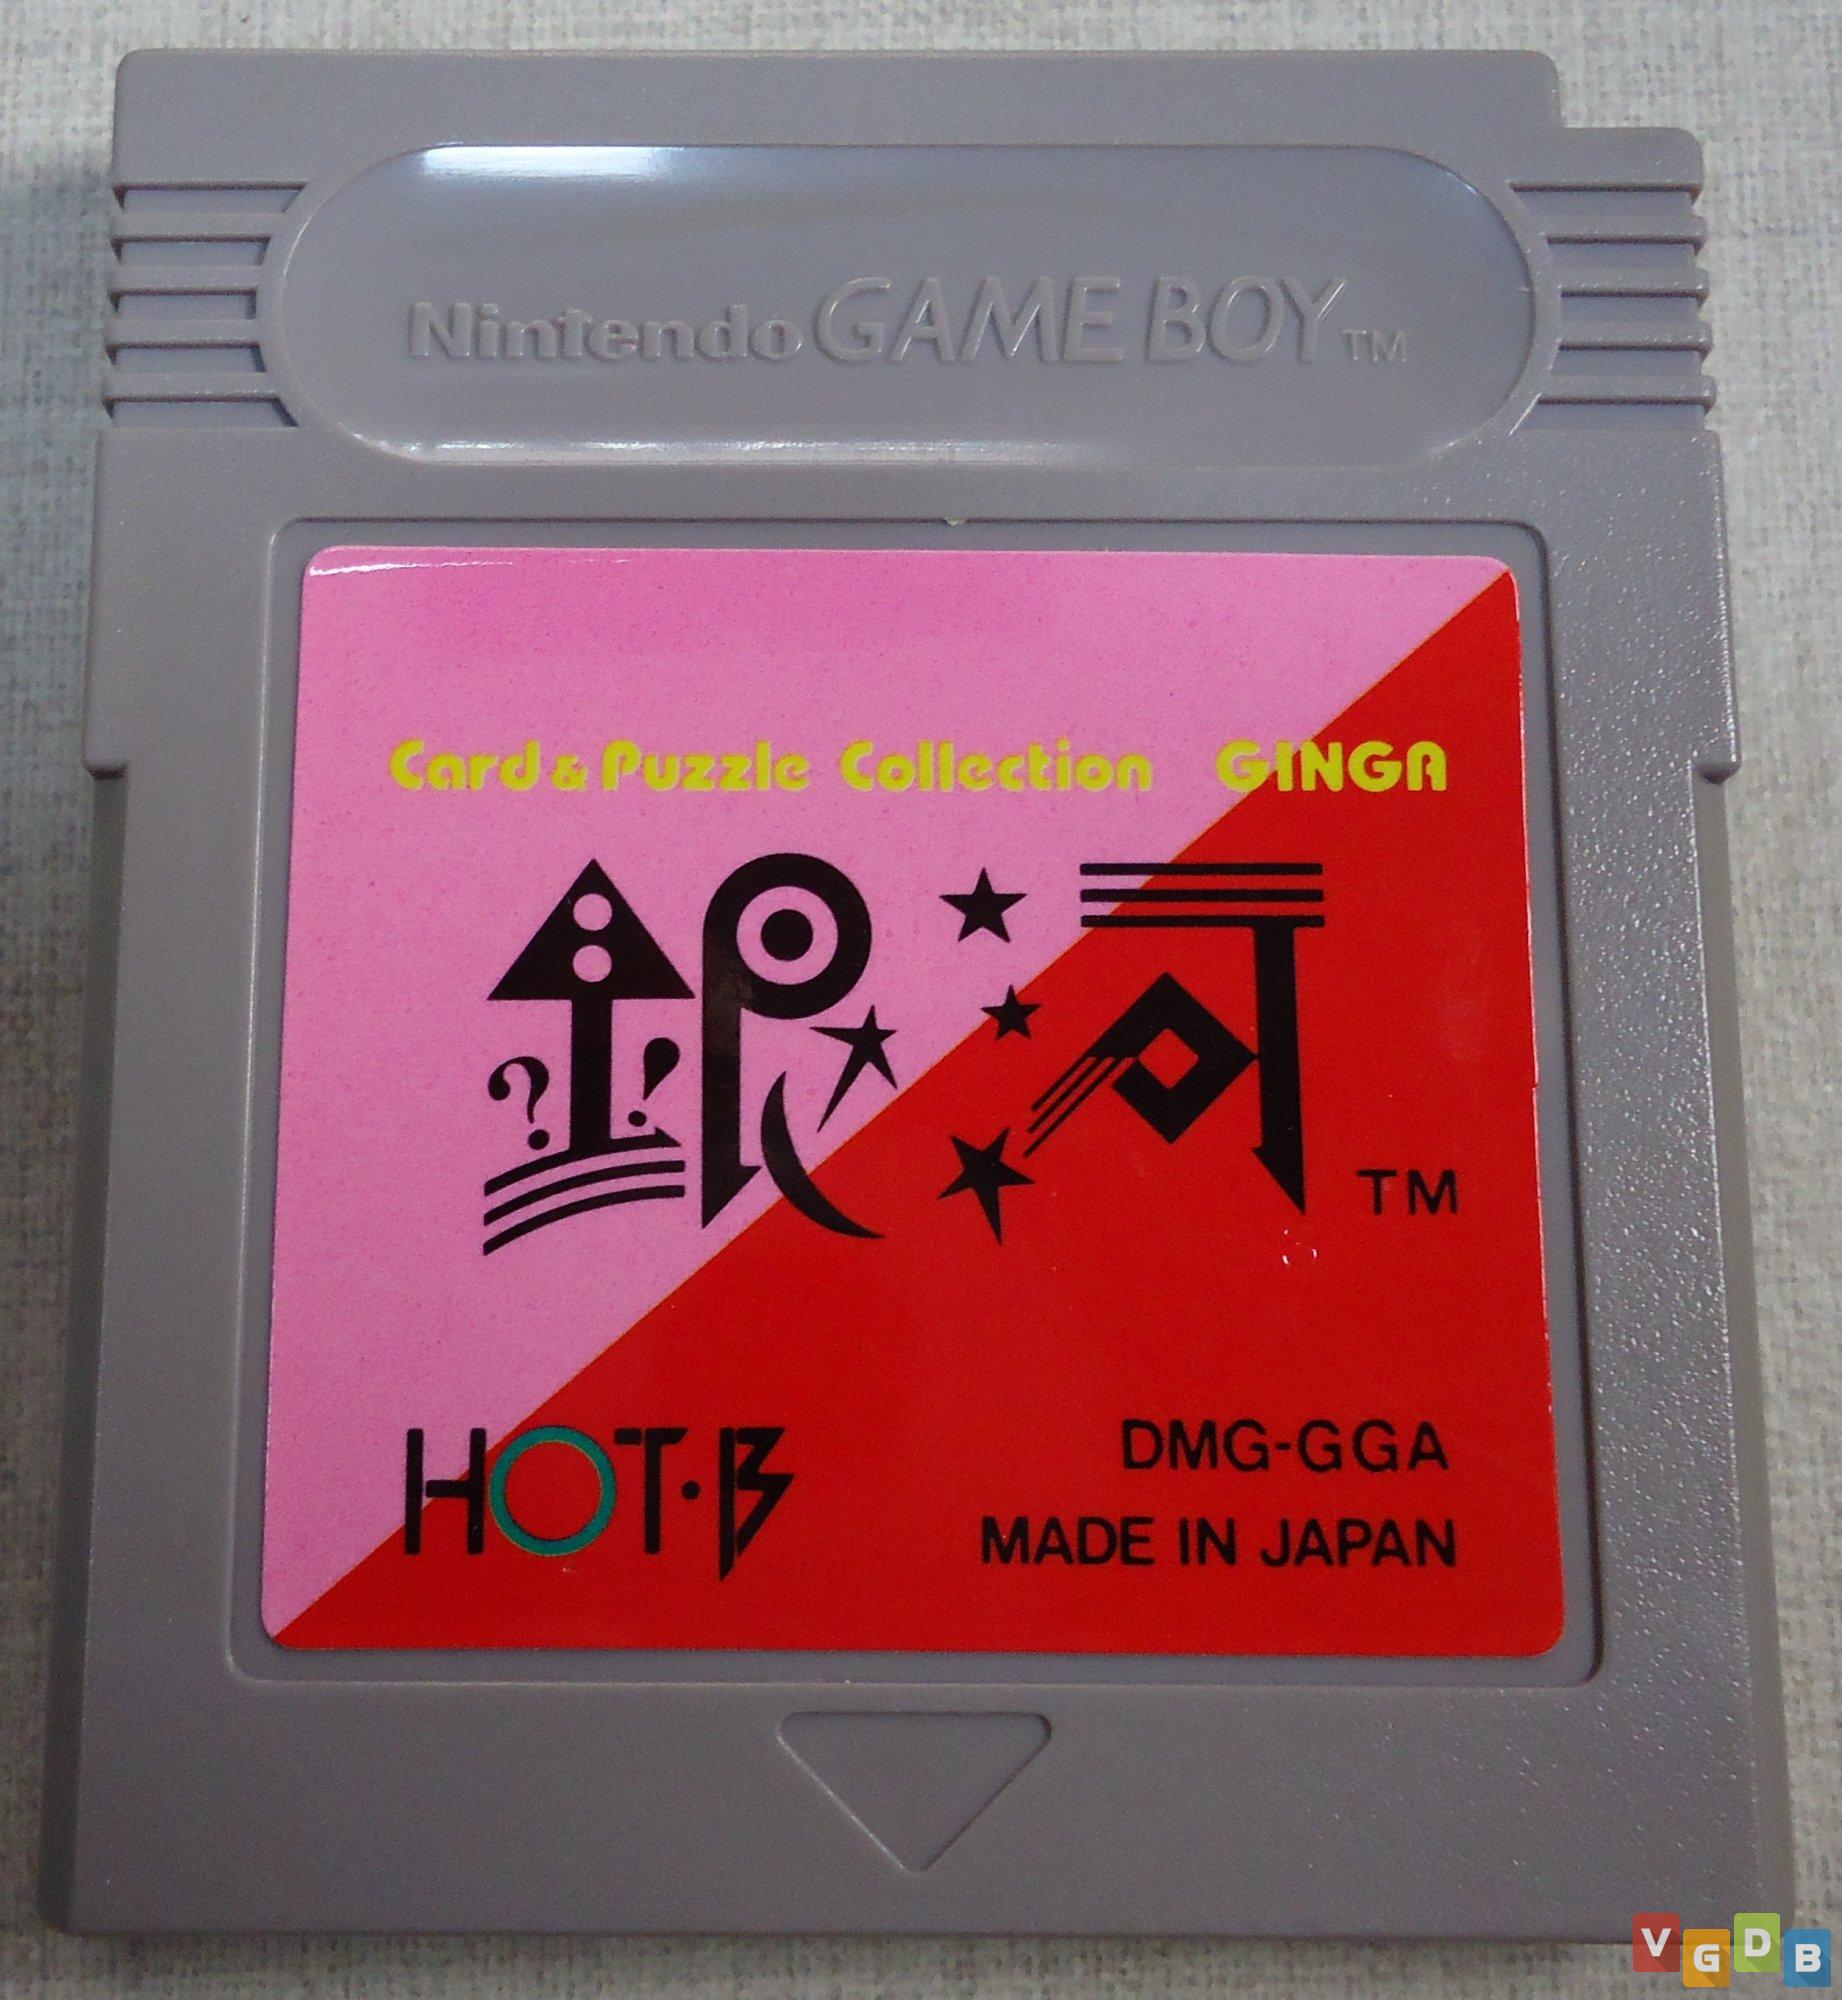 Nintendo GAME BOY TM
Card & Puzzle Collection GINGA
銀河 TM
HOT・B
DMG-GGA
MADE IN JAPAN
VGDB